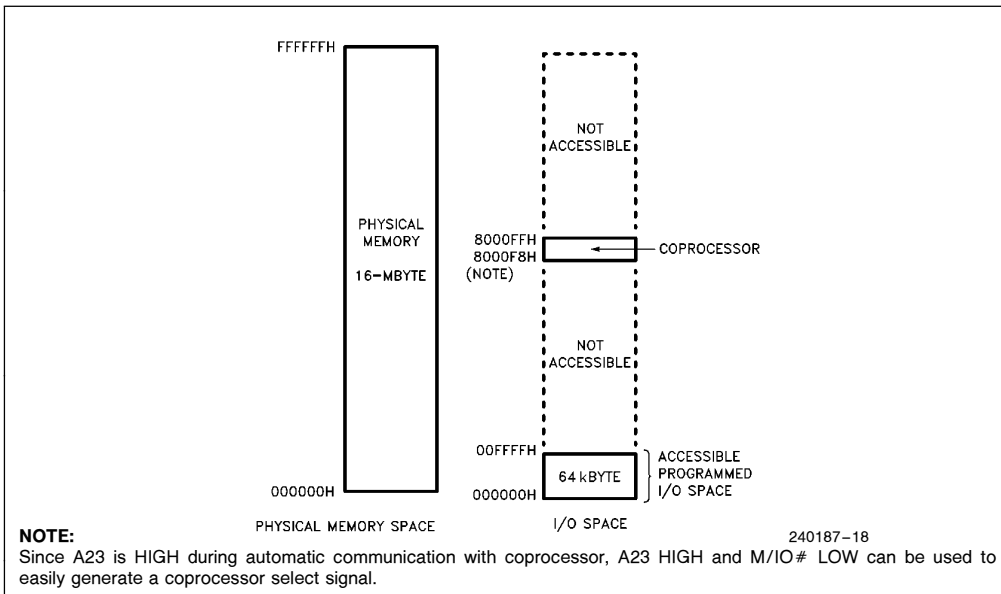 FFFFFFH
PHYSICAL
MEMORY
16-MBYTE
000000H
PHYSICAL MEMORY SPACE
NOT
ACCESSIBLE
8000FFH
8000F8H
(NOTE)
COPROCESSOR
NOT
ACCESSIBLE
00FFFFH
64 kBYTE
000000H
ACCESSIBLE
PROGRAMMED
I/O SPACE
I/O SPACE
240187-18
NOTE:
Since A23 is HIGH during automatic communication with coprocessor, A23 HIGH and M/IO# LOW can be used to
easily generate a coprocessor select signal.